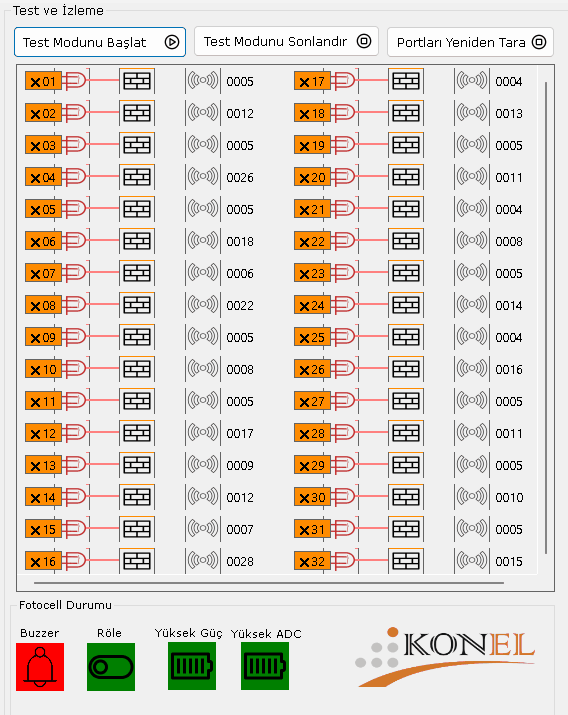 Test ve İzleme
Test Modunu Başlat Test Modunu Sonlandır Portları Yeniden Tara
01 0005 17 0004
02 0012 18 0013
03 0005 19 0005
04 0026 20 0011
05 0005 21 0004
06 0018 22 0008
07 0006 23 0005
08 0022 24 0014
09 0005 25 0004
10 0008 26 0016
11 0005 27 0005
12 0017 28 0011
13 0009 29 0005
14 0012 30 0010
15 0007 31 0005
16 0028 32 0015
Fotocell Durumu
Buzzer Röle Yüksek Güç Yüksek ADC
KONEL